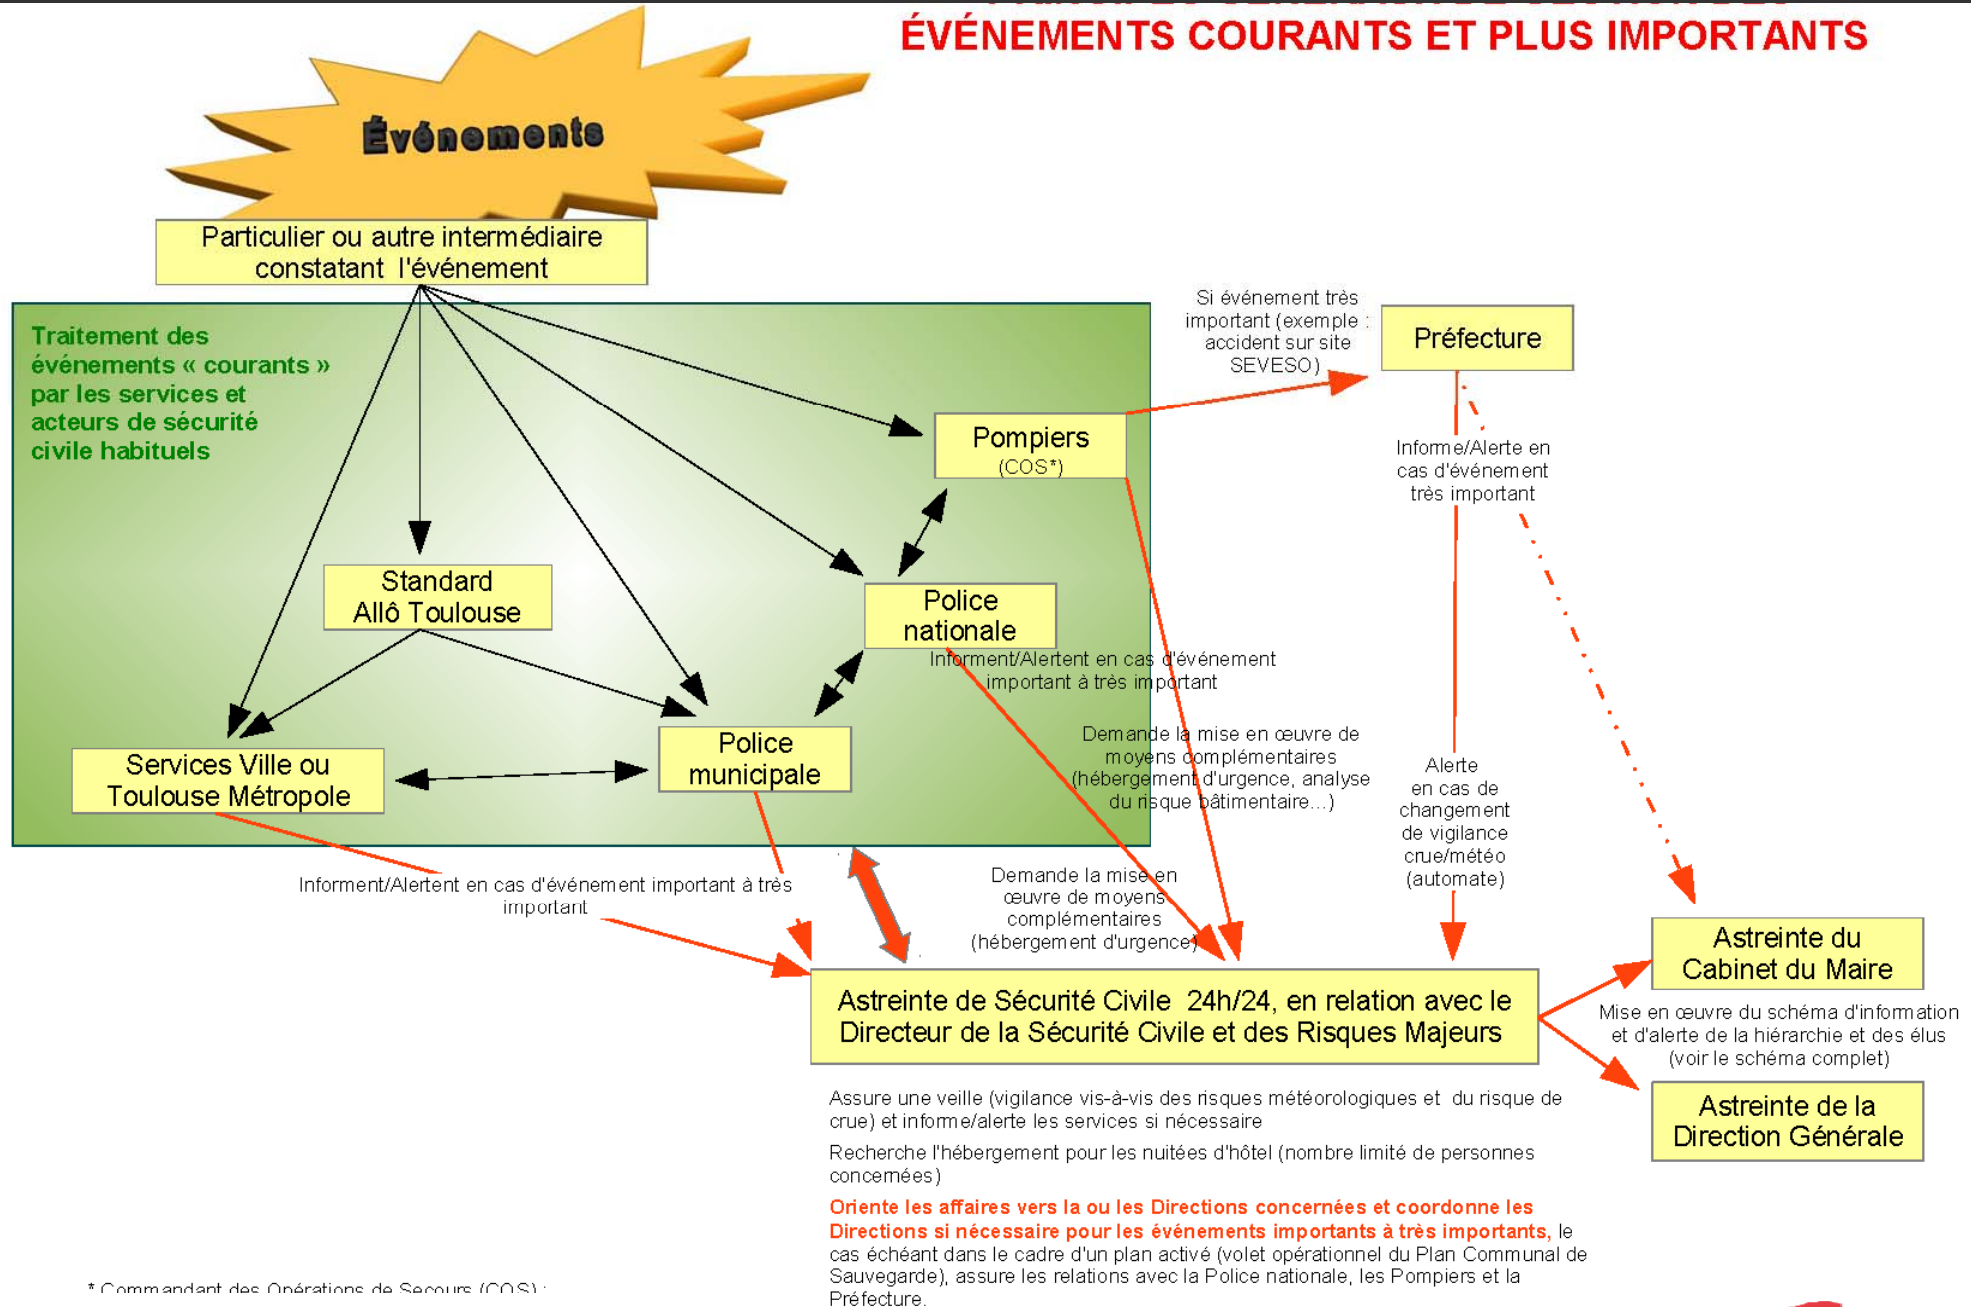 ÉVÉNEMENTS COURANTS ET PLUS IMPORTANTS
Événements
Particulier ou autre intermédiaire
constatant l'événement
Traitement des
événements « courants »
par les services et
acteurs de sécurité
civile habituels
Si événement très
important (exemple :
accident sur site
SEVESO)
Préfecture
Pompiers
(COS*)
Informe/Alerte en
cas d'événement
très important
Standard
Allô Toulouse
Police
nationale
Informent/Alertent en cas d'événement
important à très important
Services Ville ou
Toulouse Métropole
Police
municipale
Demande la mise en œuvre de
moyens complémentaires
(hébergement d'urgence, analyse
du risque bâtimentaire...)
Alerte
en cas de
changement
de vigilance
crue/météo
(automate)
Informent/Alertent en cas d'événement important à très
important
Demande la mise en
œuvre de moyens
complémentaires
(hébergement d'urgence)
Astreinte du
Cabinet du Maire
Astreinte de Sécurité Civile 24h/24, en relation avec le
Directeur de la Sécurité Civile et des Risques Majeurs
Mise en œuvre du schéma d'information
et d'alerte de la hiérarchie et des élus
(voir le schéma complet)
Astreinte de la
Direction Générale
Assure une veille (vigilance vis-à-vis des risques météorologiques et du risque de
crue) et informe/alerte les services si nécessaire
Recherche l'hébergement pour les nuitées d'hôtel (nombre limité de personnes
concernées)
Oriente les affaires vers la ou les Directions concernées et coordonne les
Directions si nécessaire pour les événements importants à très importants, le
cas échéant dans le cadre d'un plan activé (volet opérationnel du Plan Communal de
Sauvegarde), assure les relations avec la Police nationale, les Pompiers et la
Préfecture.
* Commandant des Opérations de Secours (COS) :